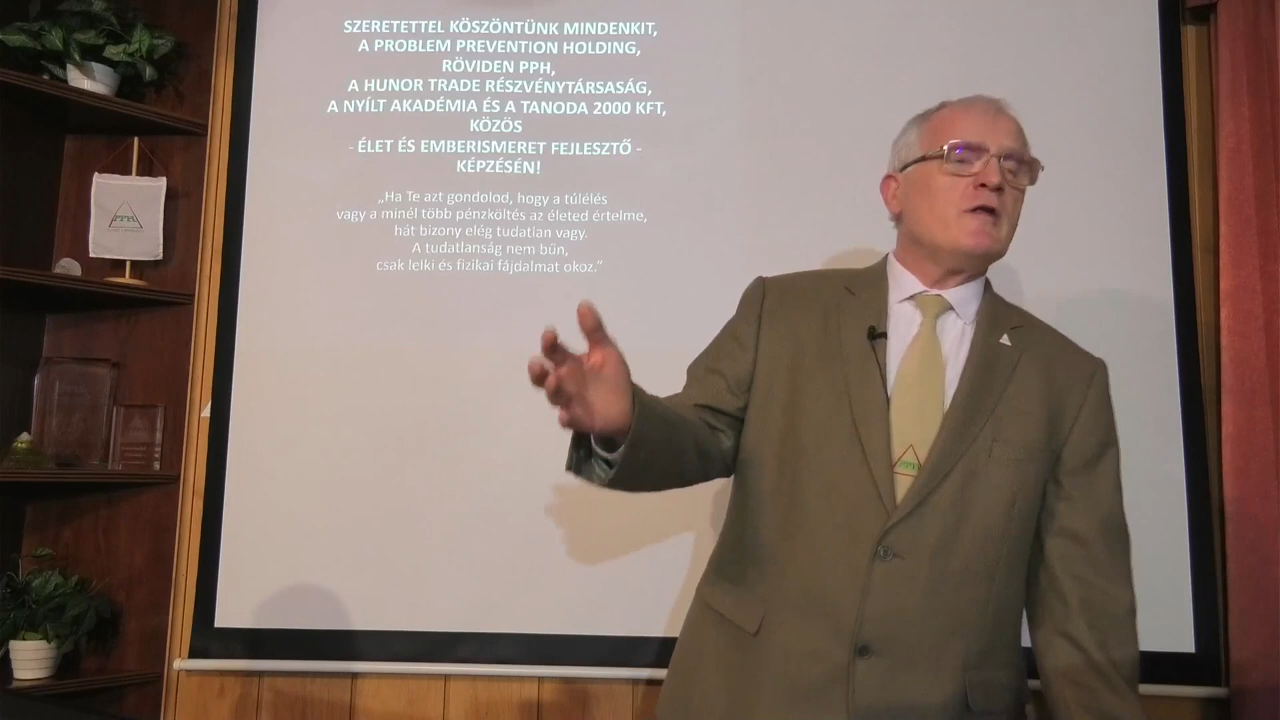 SZERETETTEL KÖSZÖNTÜNK MINDENKIT,
A PROBLEM PREVENTION HOLDING,
RÖVIDEN PPH,
A HUNOR TRADE RÉSZVÉNYTÁRSASÁG,
A NYÍLT AKADÉMIA ÉS A TANODA 2000 KFT,
KÖZÖS
- ÉLET ÉS EMBERISMERET FEJLESZTŐ -
KÉPZÉSÉN!
„Ha Te azt gondolod, hogy a túlélés
vagy a minél több pénzköltés az életed értelme,
hát bizony elég tudatlan vagy.
A tudatlanság nem bűn,
csak lelki és fizikai fájdalmat okoz.”
PPH
PPH